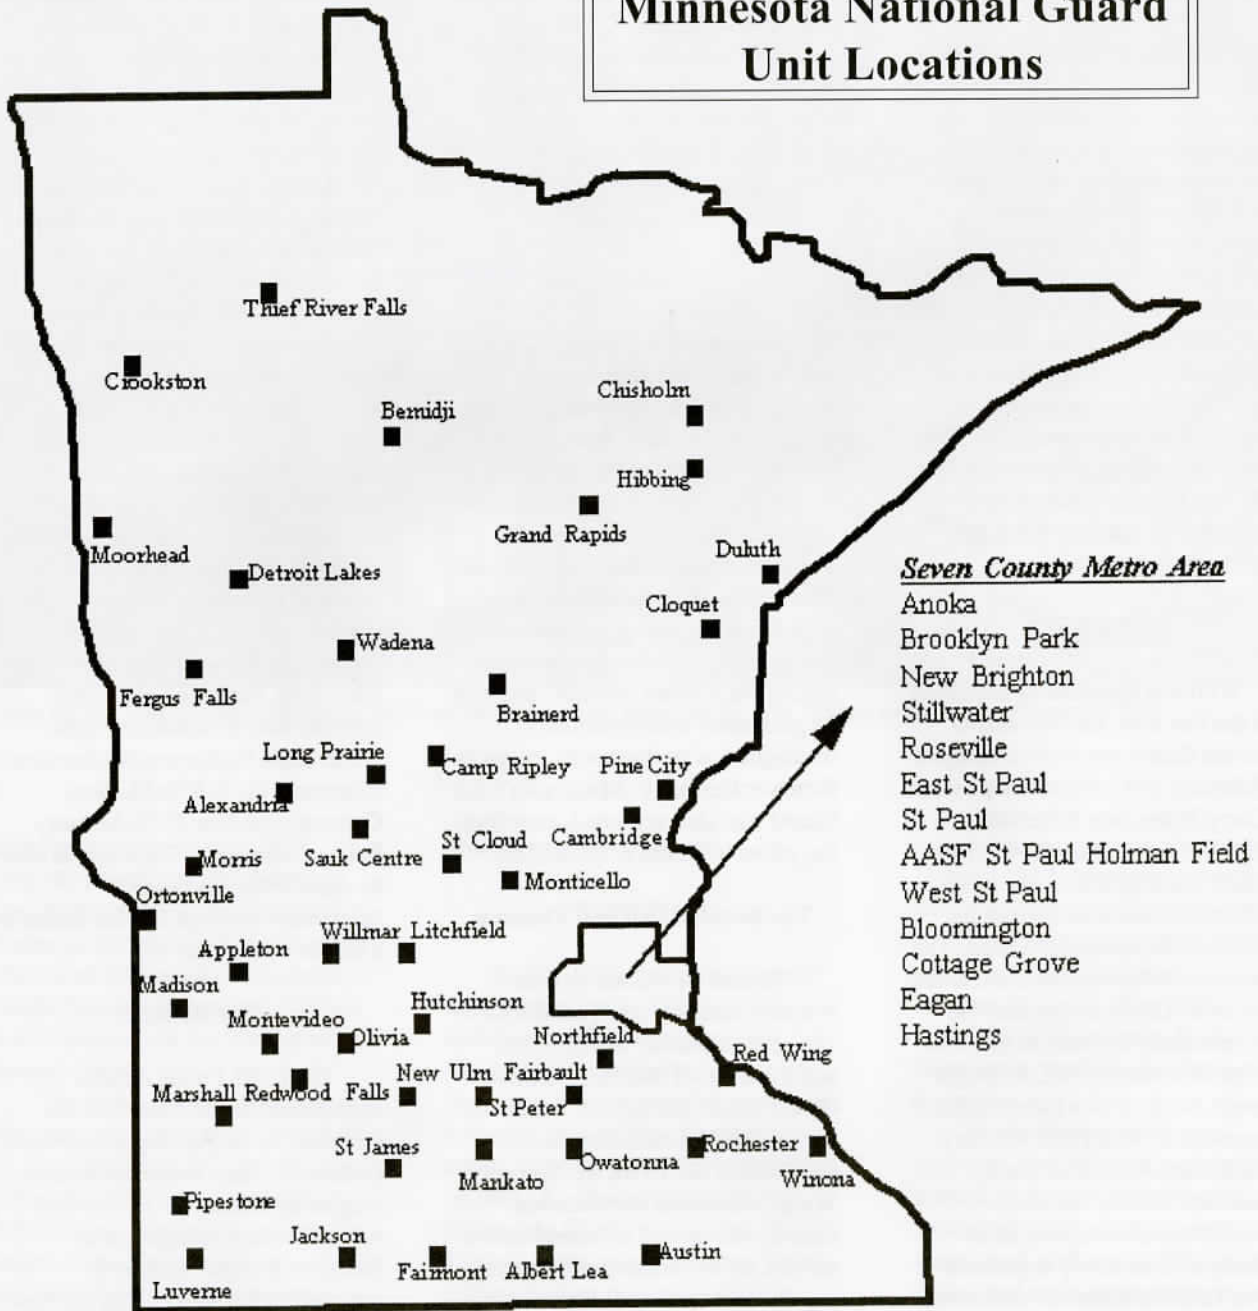 Minnesota National Guard
Unit Locations
Thief River Falls
Crookston
Chisholm
Bemidji
Hibbing
Grand Rapids
Moorhead
Duluth
Detroit Lakes
Cloquet
Wadena
Fergus Falls
Brainerd
Long Prairie
Camp Ripley
Pine City
Alexandria
St Cloud
Cambridge
Morris
Sauk Centre
Monticello
Ortonville
Appleton
Willmar
Litchfield
Madison
Hutchinson
Montevideo
Olivia
Northfield
Red Wing
Marshall
Redwood Falls
New Ulm
Fairbault
St Peter
St James
Mankato
Owatonna
Rochester
Winona
Pipestone
Jackson
Luverne
Fairmont
Albert Lea
Austin
Seven County Metro Area
Anoka
Brooklyn Park
New Brighton
Stillwater
Roseville
East St Paul
St Paul
AASF St Paul Holman Field
West St Paul
Bloomington
Cottage Grove
Eagan
Hastings